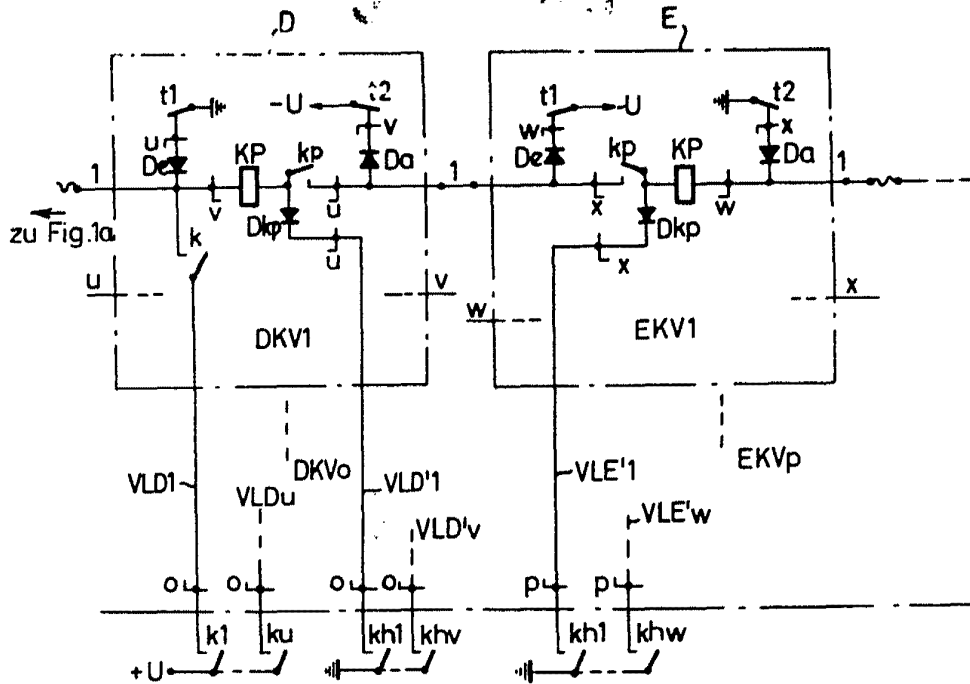 D
E
t1
-U
t2
t1
-U
t2
u
v
w
x
De
KP
kp
Da
De
kp
KP
Da
1
1
1
v
u
x
w
zu Fig.1a
Dkp
Dkp
k
u
x
u
v
w
x
DKV1
EKV1
DKVo
EKVp
VLD1
VLDu
VLD'1
VLD'v
VLE'1
VLE'w
o
o
o
o
p
p
k1
ku
kh1
khv
kh1
khw
+U